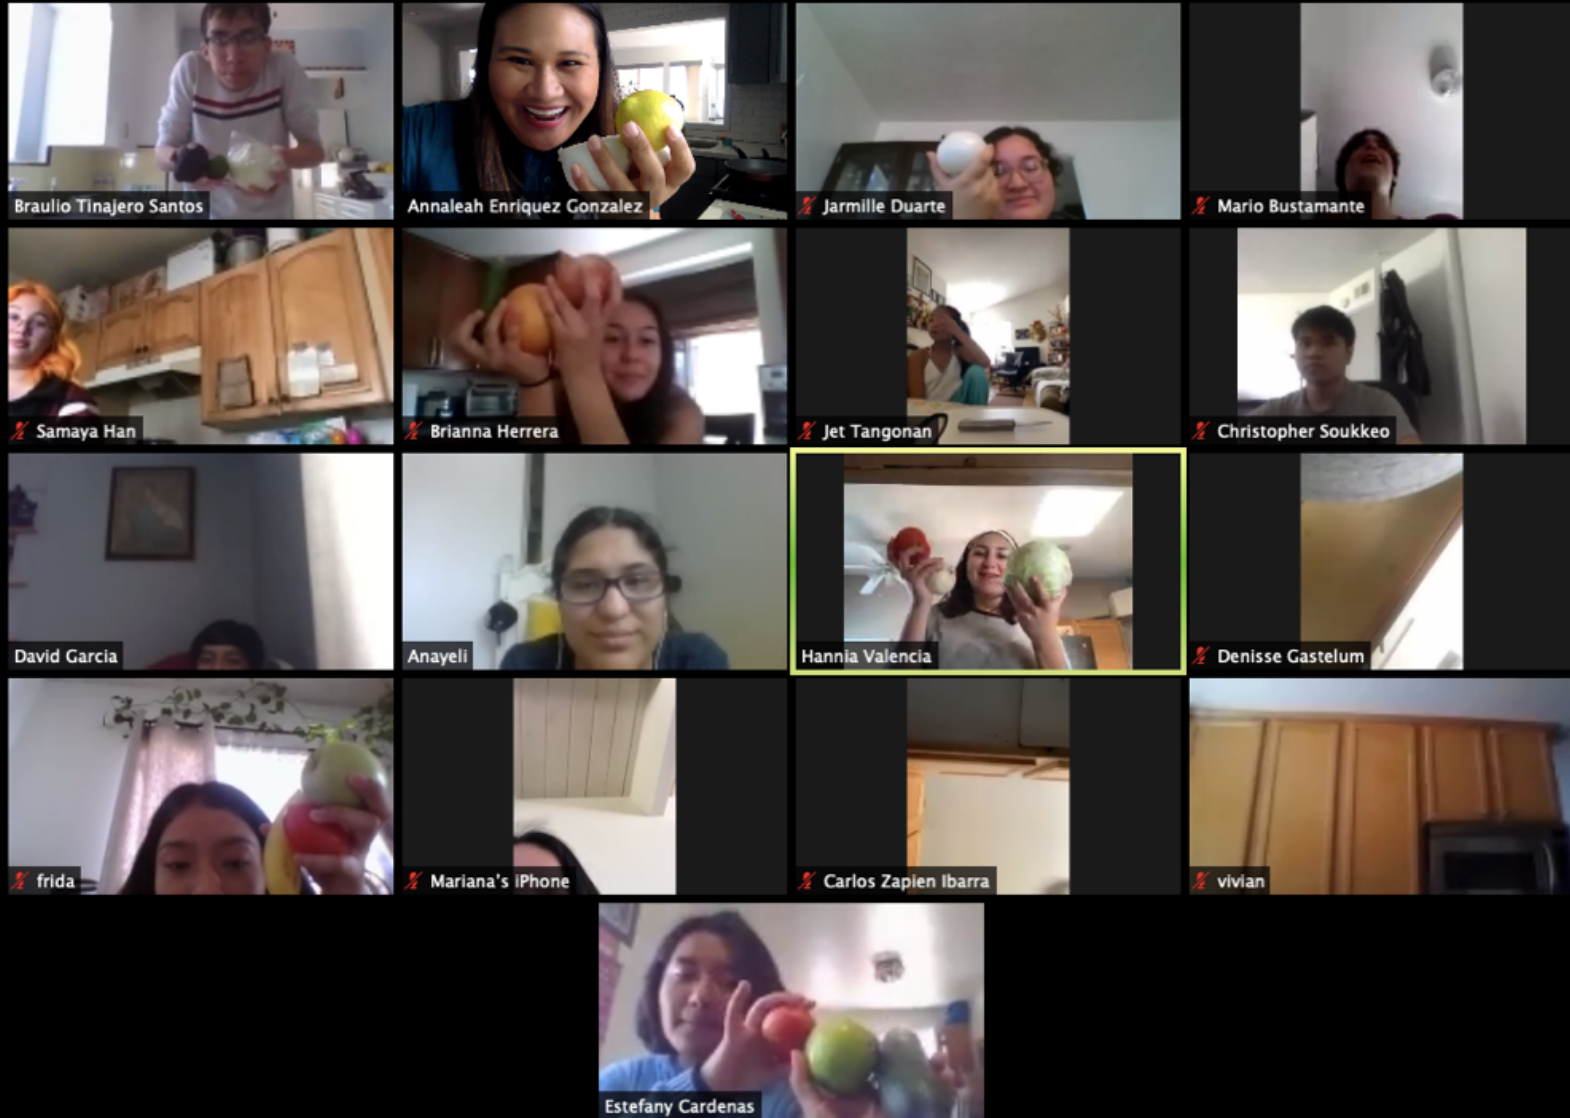 Braulio Tinajero Santos
Annaleah Enriquez Gonzalez
Jarmille Duarte
Mario Bustamante
Samaya Han
Brianna Herrera
Jet Tangonan
Christopher Soukkeo
David Garcia
Anayeli
Hannia Valencia
Denisse Gastelum
frida
Mariana's iPhone
Carlos Zapien Ibarra
vivian
Estefany Cardenas